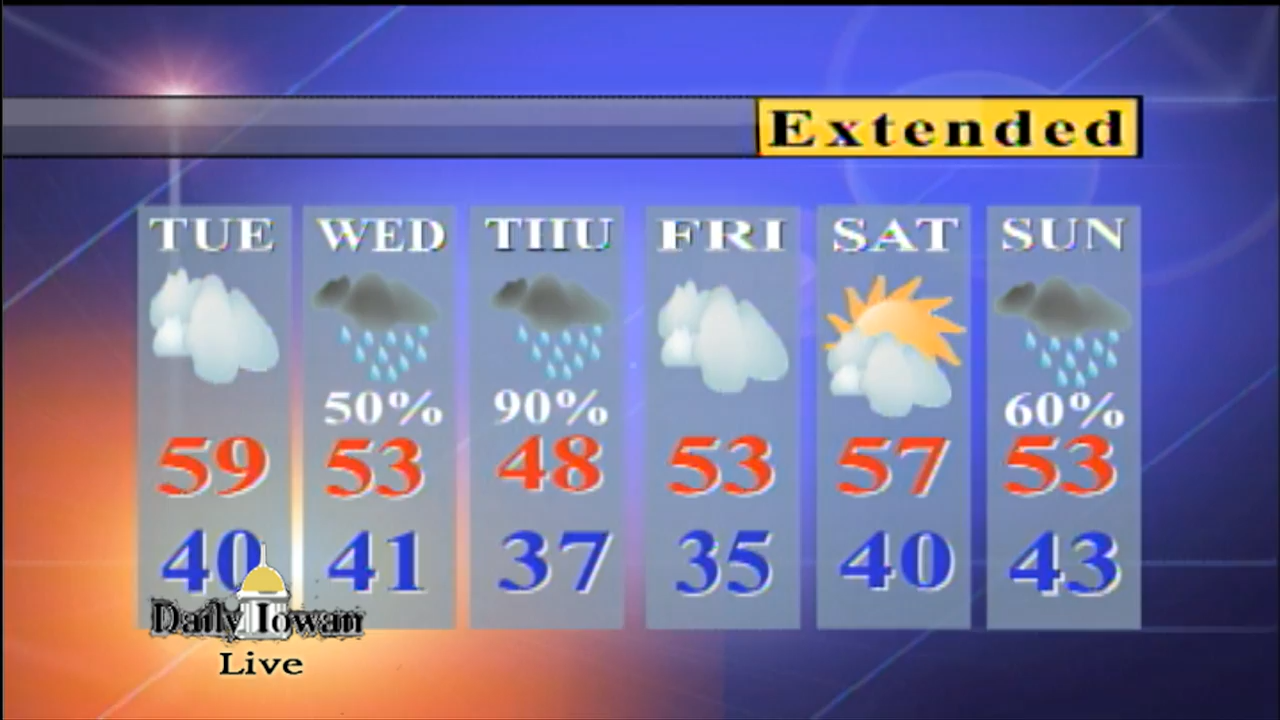 Extended
TUE WED THU FRI SAT SUN
50% 90% 60%
59 53 48 53 57 53
40 41 37 35 40 43
Daily Iowan
Live